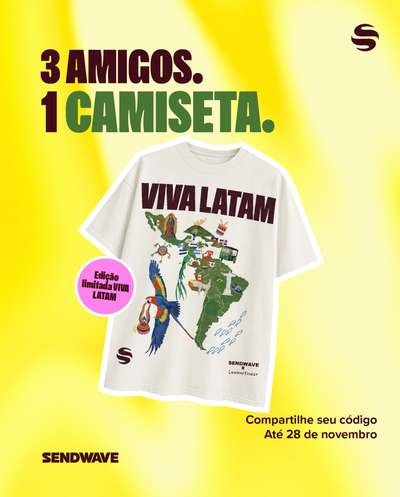 3 AMIGOS.
1 CAMISETA.
VIVA LATAM
Edição
limitada VIVA
LATAM
SENDWAVE
X
Compartilhe seu código
Até 28 de novembro
SENDWAVE